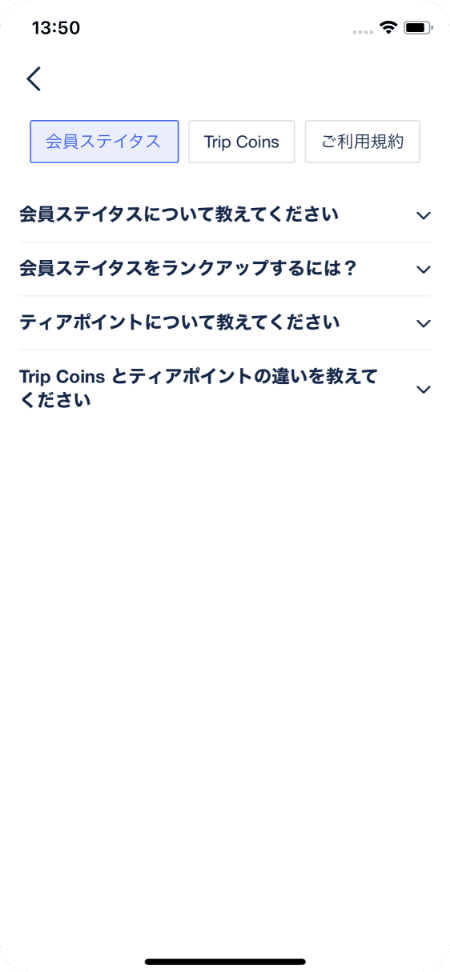 13:50
会員ステイタス
Trip Coins
ご利用規約
会員ステイタスについて教えてください
会員ステイタスをランクアップするには？
ティアポイントについて教えてください
Trip Coins とティアポイントの違いを教えて
ください